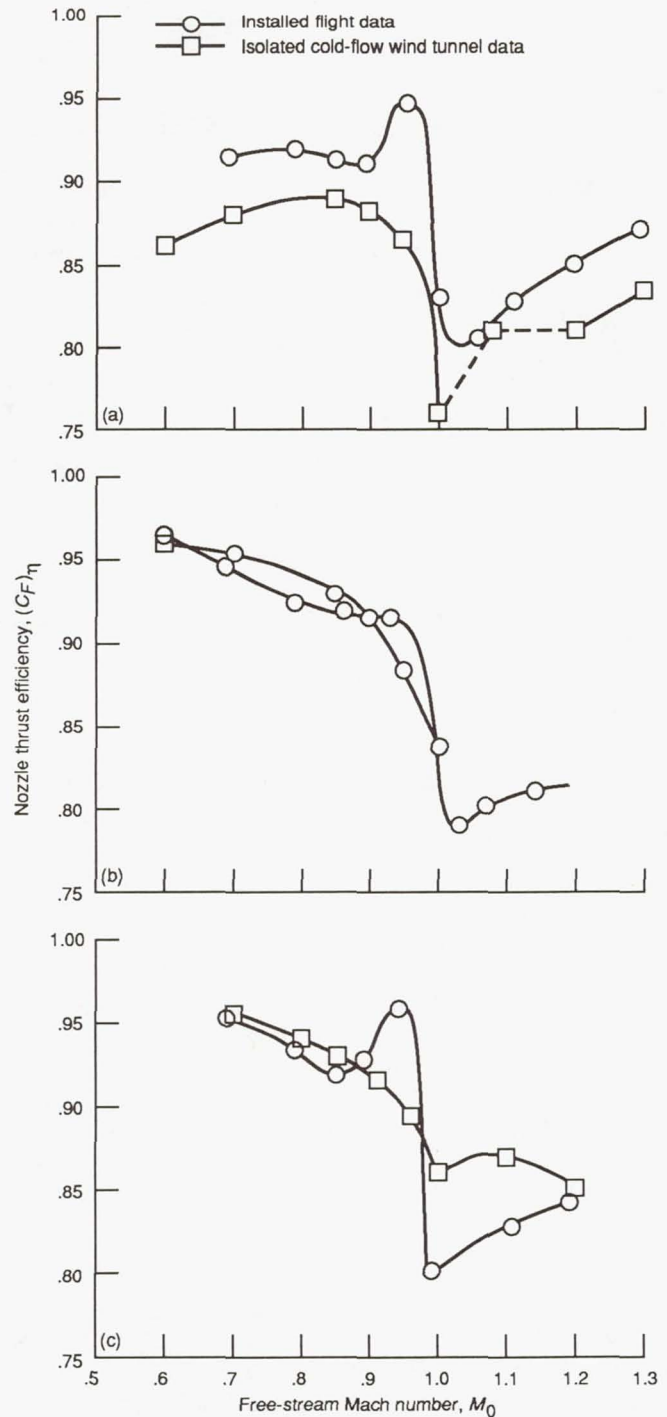 1.00
Installed flight data
Isolated cold-flow wind tunnel data
.95
.90
.85
.80
(a)
.75
1.00
.95
.90
.85
.80
(b)
.75
Nozzle thrust efficiency, (C_F)_η
1.00
.95
.90
.85
.80
(c)
.75
.5 .6 .7 .8 .9 1.0 1.1 1.2 1.3
Free-stream Mach number, M_0